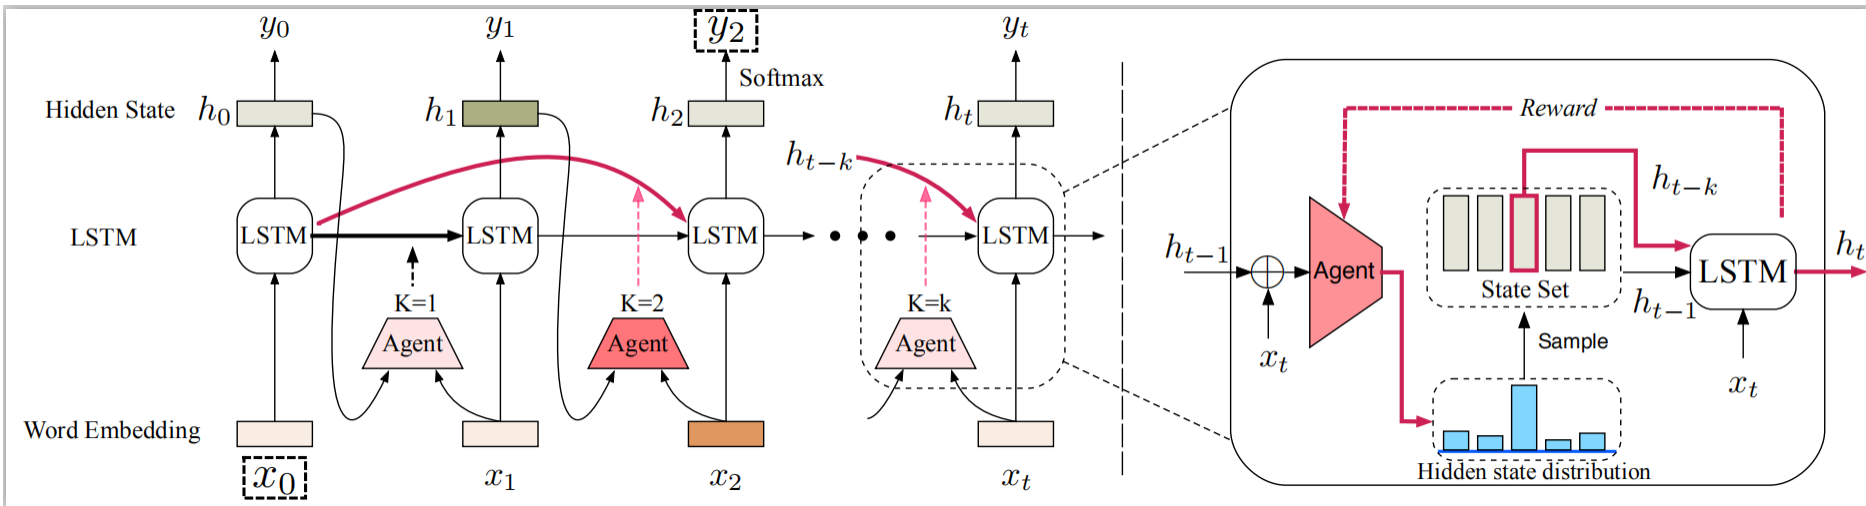 y₀ y₁ y₂ yₜ
Softmax
Hidden State h₀ h₁ h₂ hₜ
hₜ₋ₖ
LSTM LSTM LSTM LSTM LSTM
K=1 K=2 K=k
Agent Agent Agent
Word Embedding
x₀ x₁ x₂ xₜ
Reward
hₜ₋ₖ
hₜ₋₁ Agent LSTM hₜ
State Set
hₜ₋₁
Sample
xₜ xₜ
Hidden state distribution